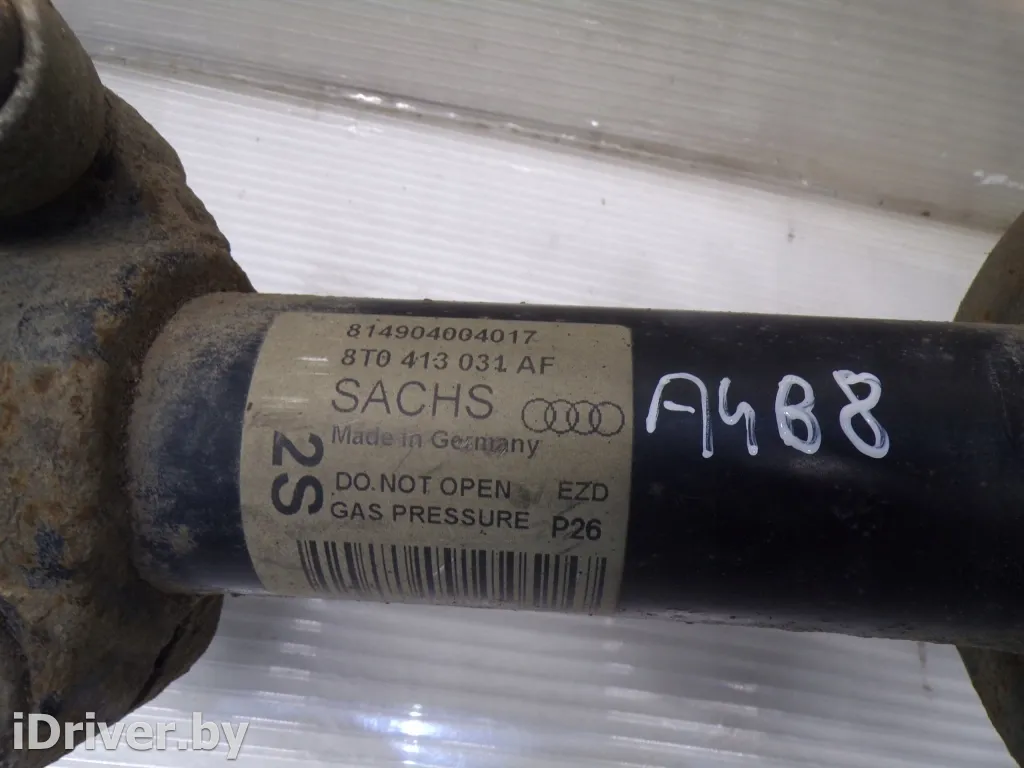 814904004017
8T0 413 031 AF
SACHS
Made in Germany
2S
DO NOT OPEN EZD
GAS PRESSURE P26
A4B8
iDriver.by